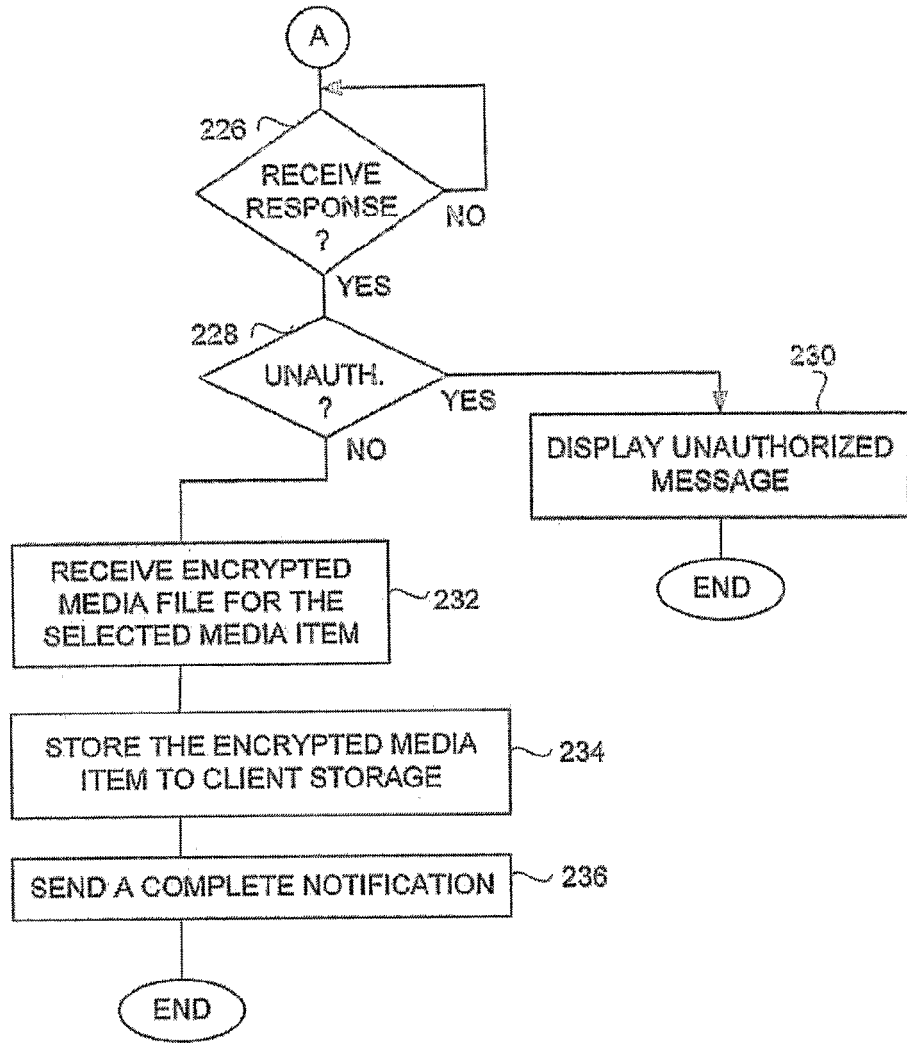 A
226
RECEIVE
RESPONSE
?
NO
YES
228
UNAUTH.
?
YES
NO
230
DISPLAY UNAUTHORIZED
MESSAGE
END
RECEIVE ENCRYPTED
MEDIA FILE FOR THE
SELECTED MEDIA ITEM
232
STORE THE ENCRYPTED MEDIA
ITEM TO CLIENT STORAGE
234
SEND A COMPLETE NOTIFICATION
236
END